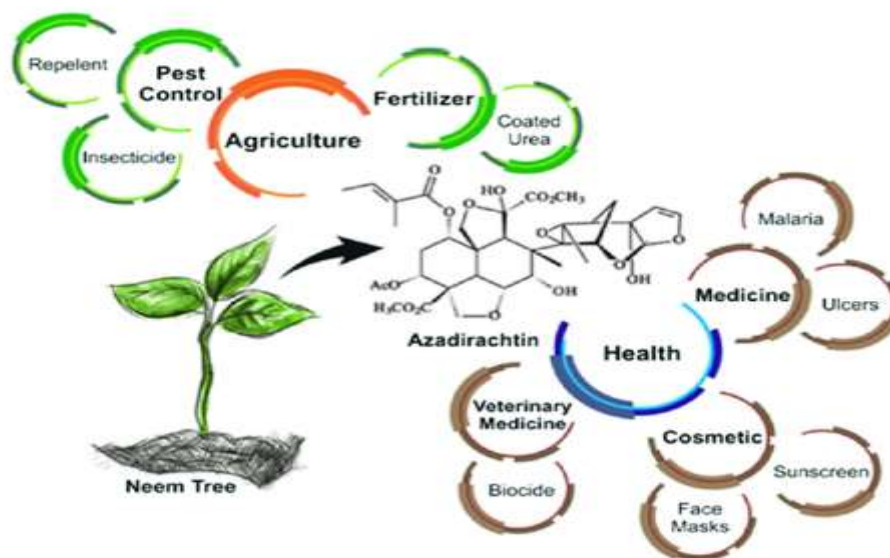 Repelent
Pest
Control
Insecticide
Agriculture
Fertilizer
Coated
Urea
O
O
HO
CO₂CH₃
O
O
O
O
OH
AcO
H₃CO₂C
O
OH
Azadirachtin
Neem Tree
Health
Medicine
Malaria
Ulcers
Veterinary
Medicine
Biocide
Cosmetic
Face
Masks
Sunscreen